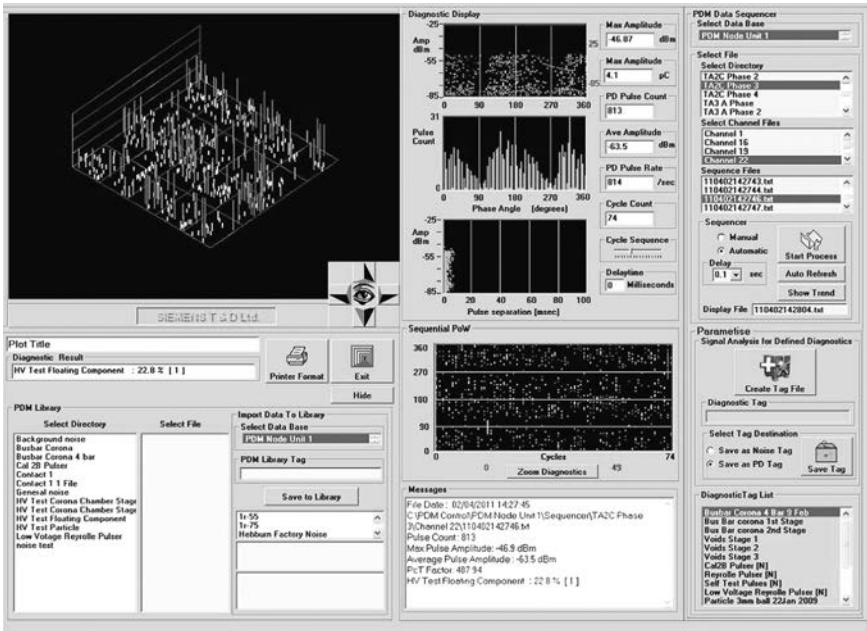 SIEMENS T S D Ltd.
Plot Title
Diagnostic Result
HV Test Floating Component : 22.8 % [ 1 ]
Printer Format
Exit
Hide
PDM Library
Select Directory
Select File
Background noise
Busbar Corona
Busbar Corona 4 bar
Cal 2B Pulser
Contact 1
Contact 1 1 File
General noise
HV Test Corona Chamber Stage
HV Test Corona Chamber Stage
HV Test Floating Component
HV Test Particle
Low Votage Reyrolle Pulser
noise test
Import Data To Library
Select Data Base
PDM Node Unit 1
PDM Library Tag
Save to Library
1r-55
1r-75
Hebburn Factory Noise
Diagnostic Display
-25
Amp
dBm
-55
-85
25
-85
0 90 180 270 360
31
Pulse
Count
0
0 90 180 270 360
Phase Angle [degrees]
-25
Amp
dBm
-55
-85
0 20 40 60 80 100
Pulse separation [msec]
Max Amplitude
-46.87 dBm
Max Amplitude
4.1 pC
PD Pulse Count
813
Ave Amplitude
-63.5 dBm
PD Pulse Rate
814 /sec
Cycle Count
74
Cycle Sequence
Delaytime
0 Milliseconds
Sequential PoW
360
270
180
90
0
0 Cycles 74
0 49
Zoom Diagnostics
Messages
File Date : 02/04/2011 14:27:45
C:\PDM Control\PDM Node Unit 1\Sequencer\TA2C Phase
3\Channel 22\110402142746.txt
Pulse Count: 813
Max Pulse Amplitude: -46.9 dBm
Average Pulse Amplitude: -63.5 dBm
PcT Factor: 487.94
HV Test Floating Component : 22.8 % [ 1 ]
PDM Data Sequencer
Select Data Base
PDM Node Unit 1
Select File
Select Directory
TA2C Phase 2
TA2C Phase 3
TA2C Phase 4
TA3 A Phase
TA3 A Phase 2
Select Channel Files
Channel 1
Channel 16
Channel 19
Channel 22
Sequence Files
110402142743.txt
110402142744.txt
110402142746.txt
110402142747.txt
Sequencer
Manual
Automatic
Delay
0.1 sec
Start Process
Auto Refresh
Show Trend
Display File 110402142804.txt
Parametise
Signal Analysis for Defined Diagnostics
Create Tag File
Diagnostic Tag
Select Tag Destination
Save as Noise Tag
Save as PD Tag
Save Tag
DiagnosticTag List
Busbar Corona 4 Bar 9 Feb
Bus Bar corona 1st Stage
Bus Bar corona 2nd Stage
Voids Stage 1
Voids Stage 2
Voids Stage 3
Cal2B Pulser [N]
Reyrolle Pulser [N]
Self Test Pulses [N]
Low Voltage Reyrolle Pulser [N]
Particle 3mm ball 22Jan 2009